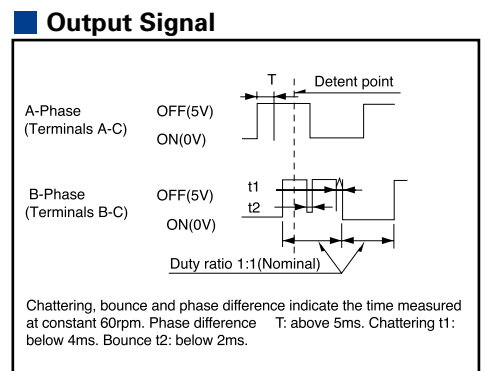 Output Signal
T
Detent point
A-Phase
(Terminals A-C)
OFF(5V)
ON(0V)
B-Phase
(Terminals B-C)
OFF(5V)
ON(0V)
t1
t2
Duty ratio 1:1(Nominal)
Chattering, bounce and phase difference indicate the time measured
at constant 60rpm. Phase difference T: above 5ms. Chattering t1:
below 4ms. Bounce t2: below 2ms.